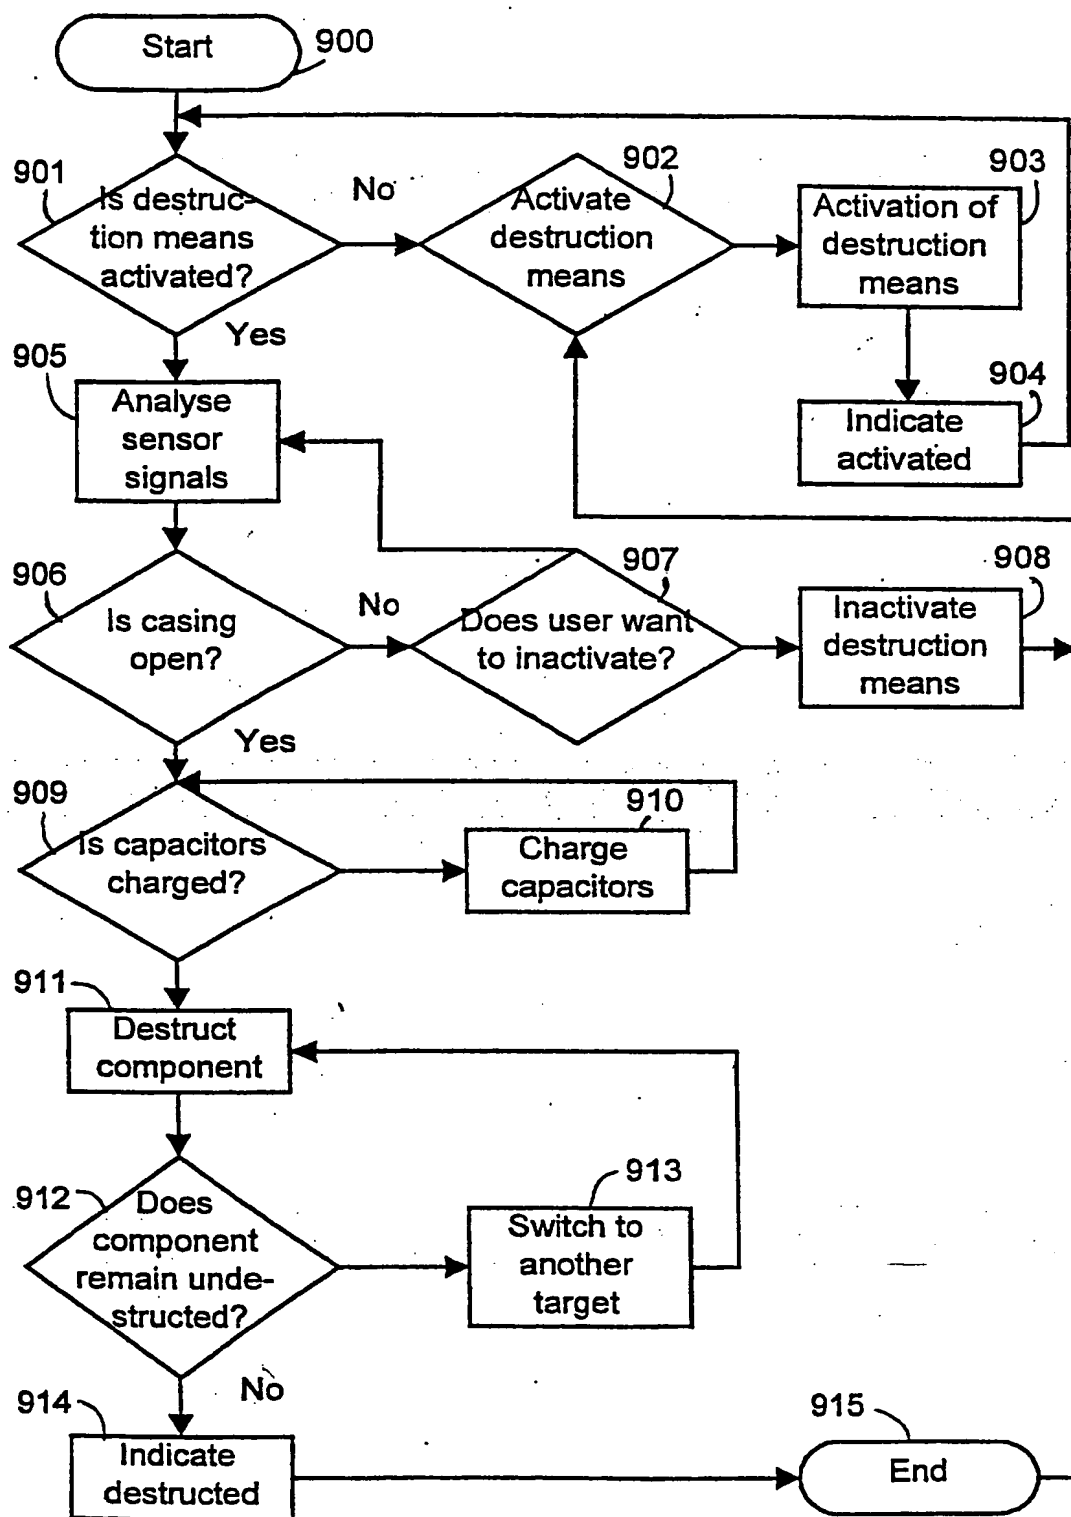 Start
900
901
Is destruc-
tion means
activated?
No
902
Activate
destruction
means
903
Activation of
destruction
means
Yes
904
Indicate
activated
905
Analyse
sensor
signals
906
Is casing
open?
No
907
Does user want
to inactivate?
908
Inactivate
destruction
means
Yes
909
Is capacitors
charged?
910
Charge
capacitors
911
Destruct
component
912
Does
component
remain unde-
structed?
913
Switch to
another
target
No
914
Indicate
destructed
915
End